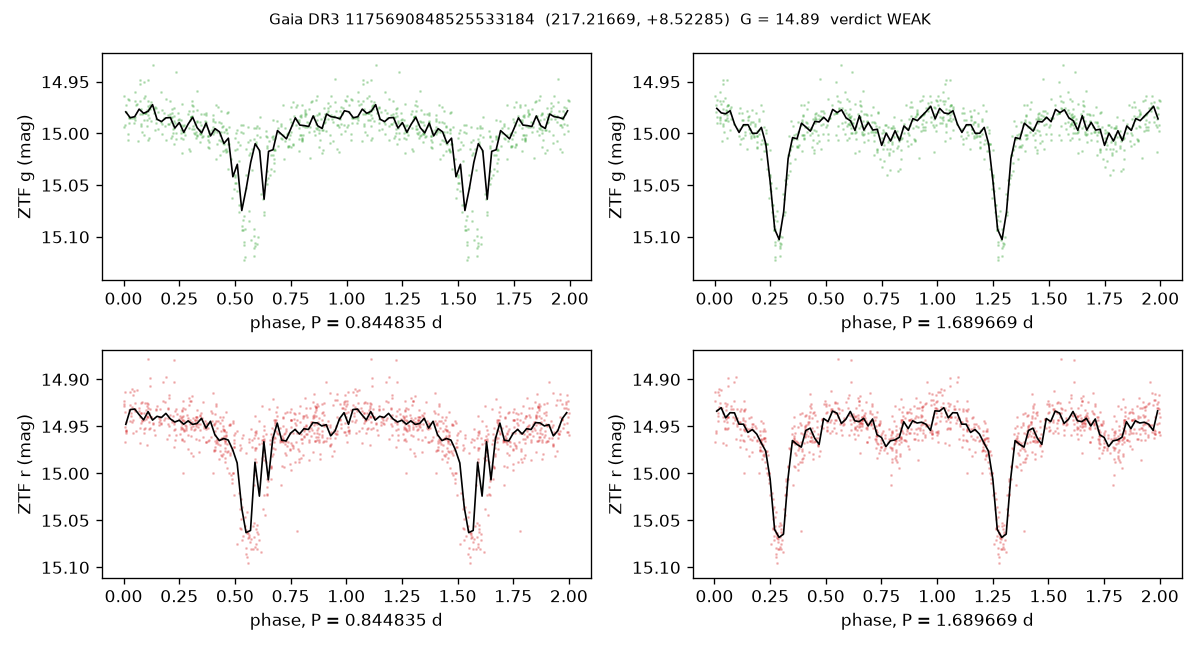 Gaia DR3 1175690848525533184 (217.21669, +8.52285) G = 14.89 verdict WEAK
ZTF g (mag)
14.95
15.00
15.05
15.10
0.00 0.25 0.50 0.75 1.00 1.25 1.50 1.75 2.00
phase, P = 0.844835 d
ZTF g (mag)
14.95
15.00
15.05
15.10
0.00 0.25 0.50 0.75 1.00 1.25 1.50 1.75 2.00
phase, P = 1.689669 d
ZTF r (mag)
14.90
14.95
15.00
15.05
15.10
0.00 0.25 0.50 0.75 1.00 1.25 1.50 1.75 2.00
phase, P = 0.844835 d
ZTF r (mag)
14.90
14.95
15.00
15.05
15.10
0.00 0.25 0.50 0.75 1.00 1.25 1.50 1.75 2.00
phase, P = 1.689669 d